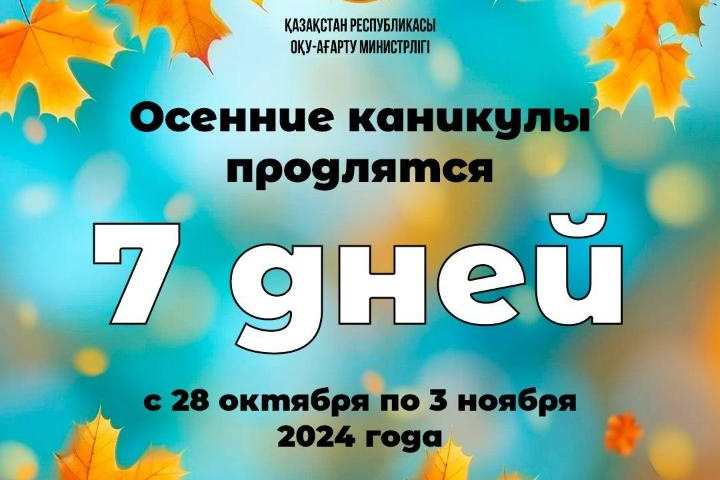 ҚАЗАҚСТАН РЕСПУБЛИКАСЫ
ОҚУ-АҒАРТУ МИНИСТРЛІГІ
Осенние каникулы
продлятся
7 дней
с 28 октября по 3 ноября
2024 года